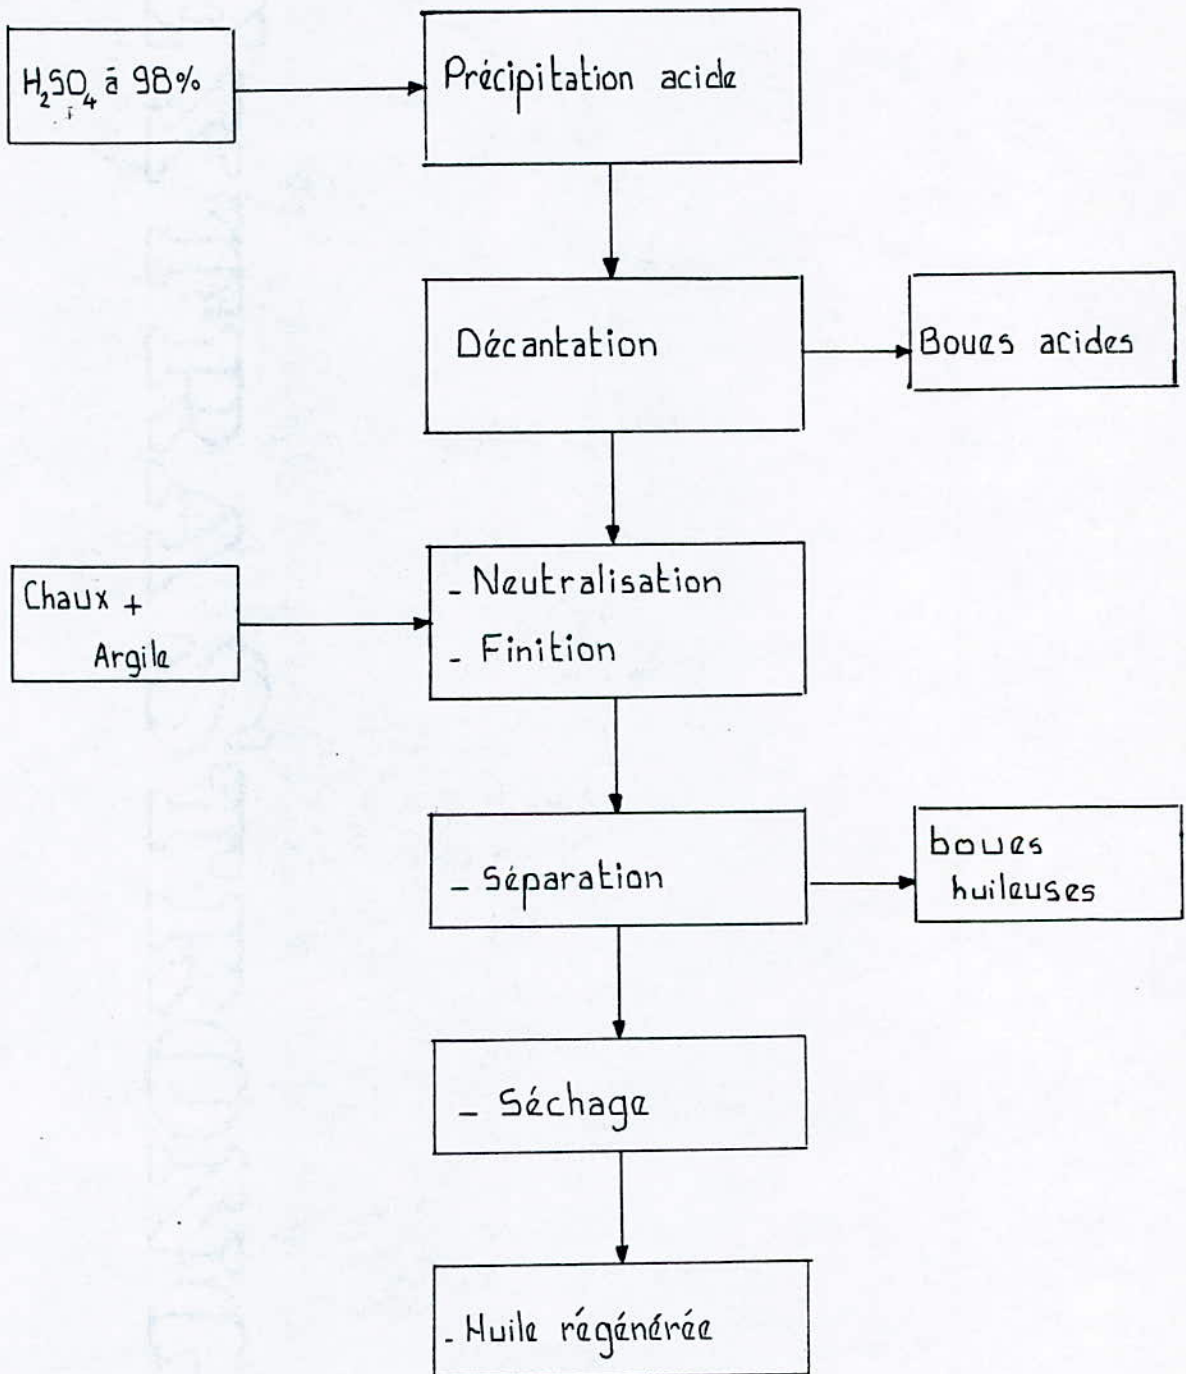 H₂SO₄ à 98%
Précipitation acide
Décantation
Boues acides
Chaux +
Argile
- Neutralisation
- Finition
- Séparation
boues
huileuses
- Séchage
- Huile régénérée